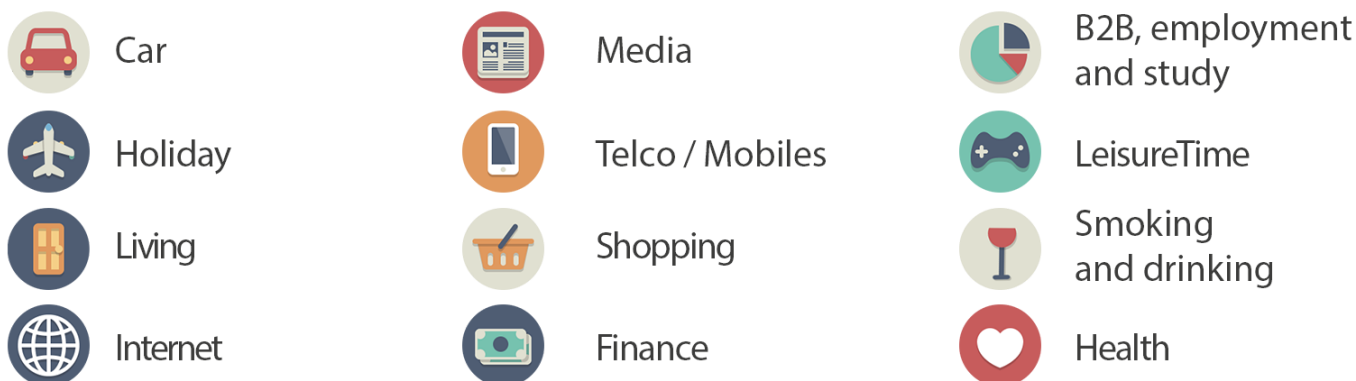 Car
Holiday
Living
Internet
Media
Telco / Mobiles
Shopping
Finance
B2B, employment
and study
LeisureTime
Smoking
and drinking
Health